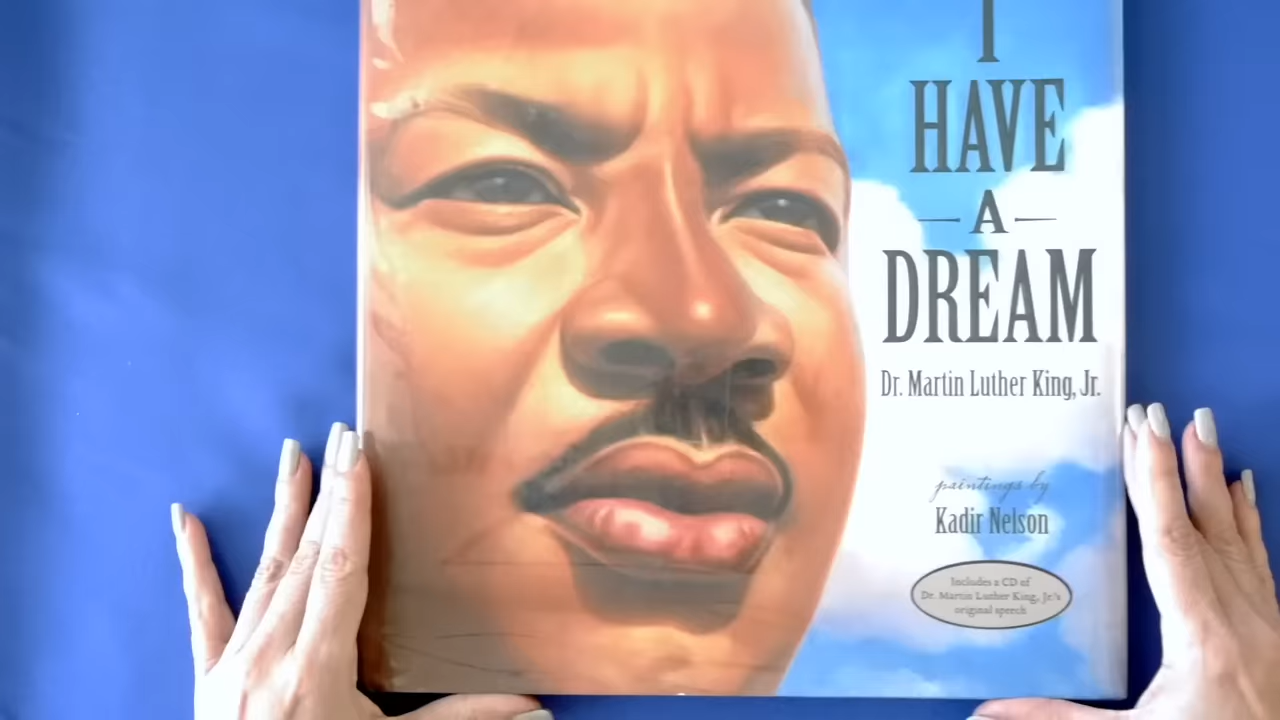 I
HAVE
A
DREAM
Dr. Martin Luther King, Jr.
paintings by
Kadir Nelson
Includes a CD of
Dr. Martin Luther King, Jr.'s
original speech